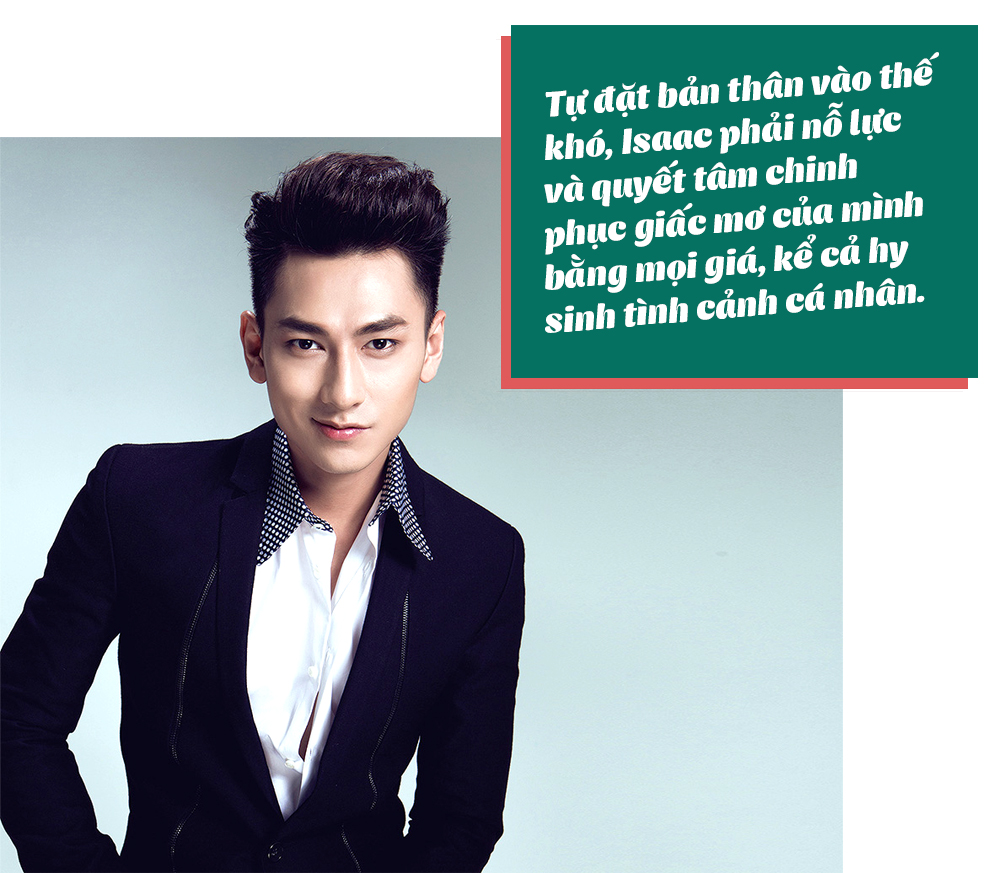 Tự đặt bản thân vào thế
khó, Isaac phải nỗ lực
và quyết tâm chinh
phục giấc mơ của mình
bằng mọi giá, kể cả hy
sinh tình cảnh cá nhân.